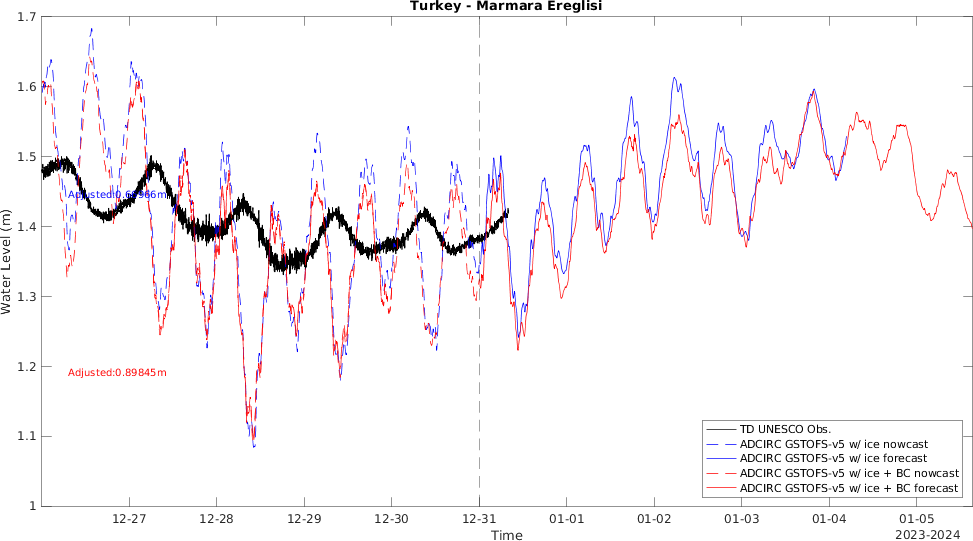 Turkey - Marmara Ereglisi
Water Level (m)
1.7
1.6
1.5
1.4
1.3
1.2
1.1
1
Adjusted:0.89845m
TD UNESCO Obs.
ADCIRC GSTOFS-v5 w/ ice nowcast
ADCIRC GSTOFS-v5 w/ ice forecast
ADCIRC GSTOFS-v5 w/ ice + BC nowcast
ADCIRC GSTOFS-v5 w/ ice + BC forecast
12-27
12-28
12-29
12-30
12-31
01-01
01-02
01-03
01-04
01-05
Time
2023-2024